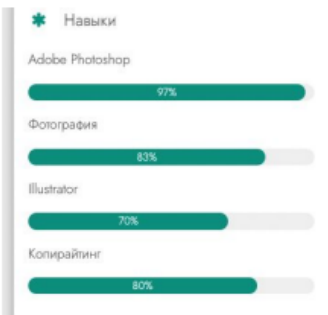 Навыки
Adobe Photoshop
97%
Фотография
83%
Illustrator
70%
Копирайтинг
80%